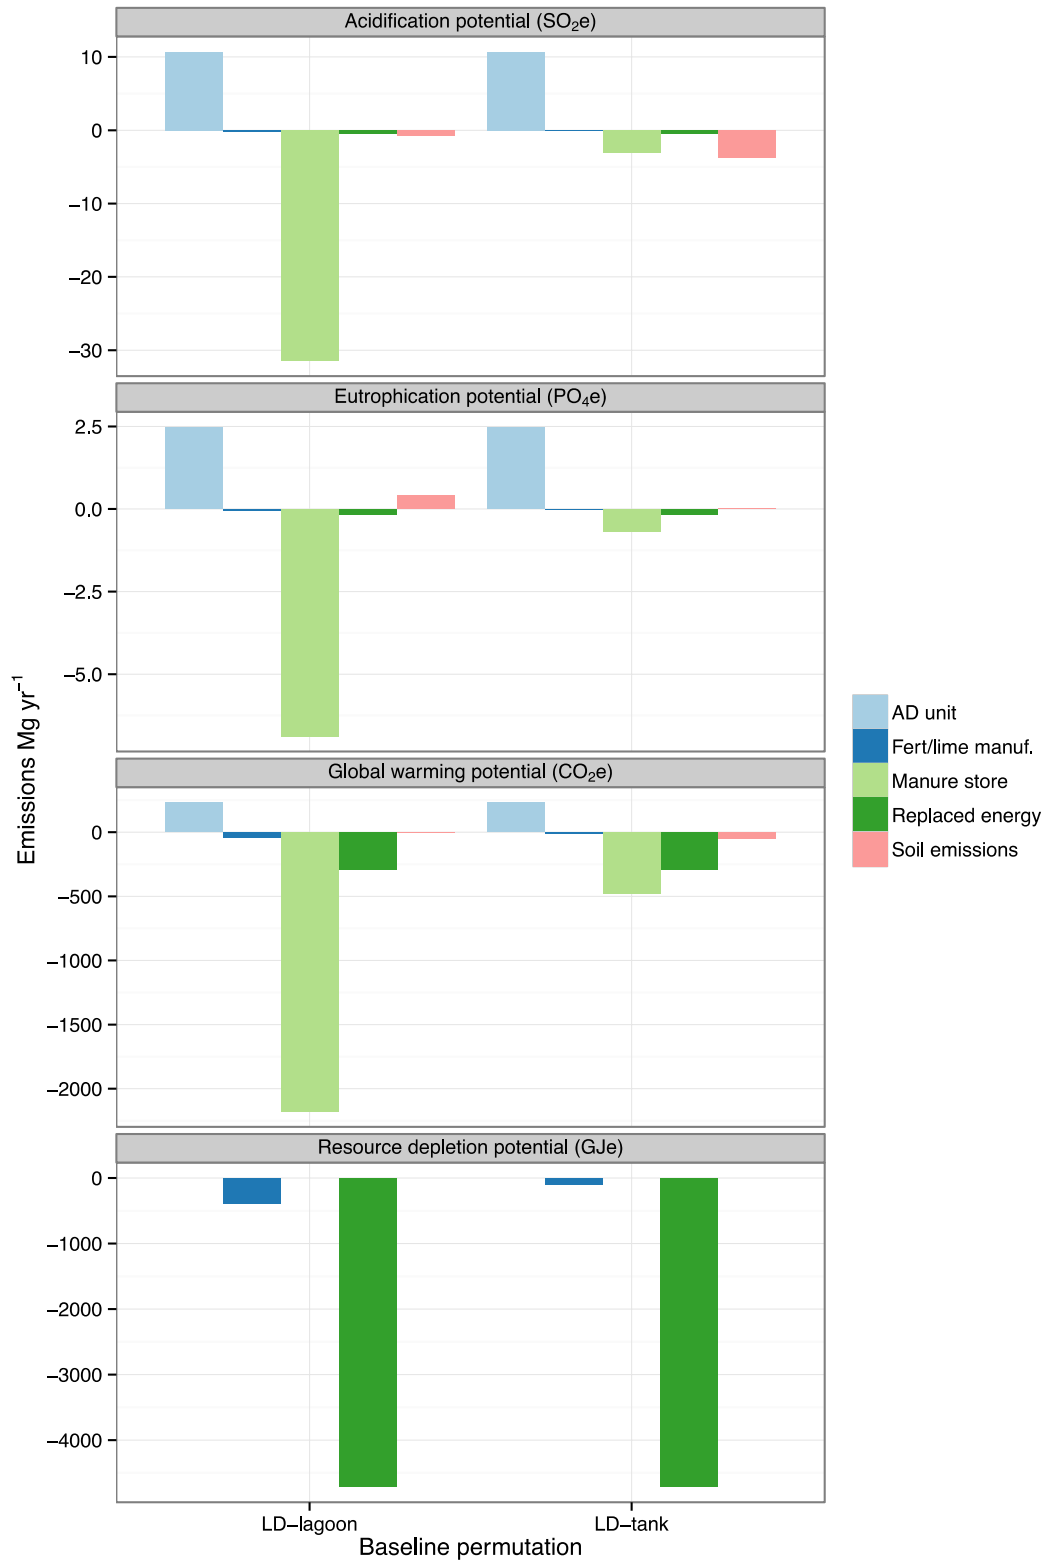 Acidification potential (SO₂e)
10
0
−10
−20
−30
Eutrophication potential (PO₄e)
2.5
0.0
−2.5
−5.0
Global warming potential (CO₂e)
0
−500
−1000
−1500
−2000
Resource depletion potential (GJe)
0
−1000
−2000
−3000
−4000
Emissions Mg yr⁻¹
LD−lagoon
LD−tank
Baseline permutation
AD unit
Fert/lime manuf.
Manure store
Replaced energy
Soil emissions